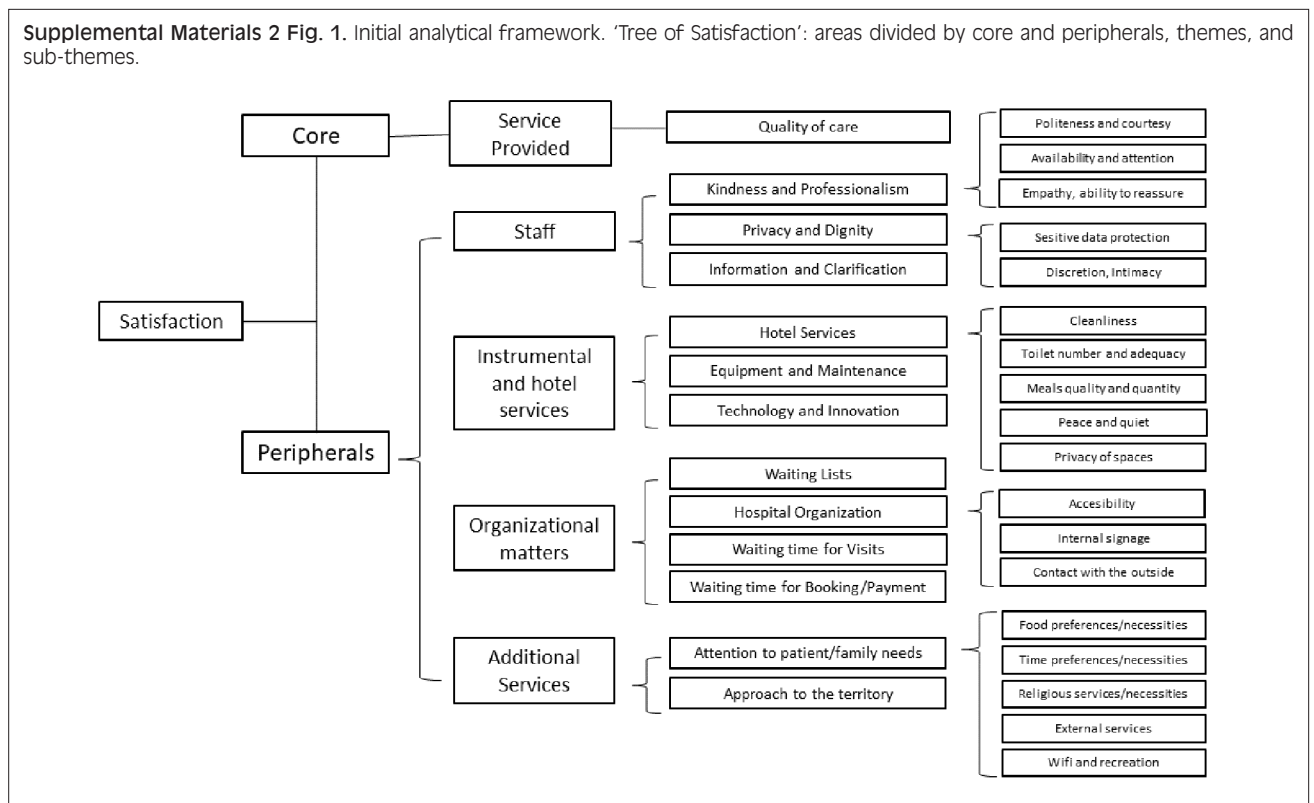 Supplemental Materials 2 Fig. 1. Initial analytical framework. ‘Tree of Satisfaction’: areas divided by core and peripherals, themes, and
sub-themes.
Satisfaction
Core
Peripherals
Service
Provided
Staff
Instrumental
and hotel
services
Organizational
matters
Additional
Services
Quality of care
Kindness and Professionalism
Privacy and Dignity
Information and Clarification
Hotel Services
Equipment and Maintenance
Technology and Innovation
Waiting Lists
Hospital Organization
Waiting time for Visits
Waiting time for Booking/Payment
Attention to patient/family needs
Approach to the territory
Politeness and courtesy
Availability and attention
Empathy, ability to reassure
Sesitive data protection
Discretion, Intimacy
Cleanliness
Toilet number and adequacy
Meals quality and quantity
Peace and quiet
Privacy of spaces
Accesibility
Internal signage
Contact with the outside
Food preferences/necessities
Time preferences/necessities
Religious services/necessities
External services
Wifi and recreation